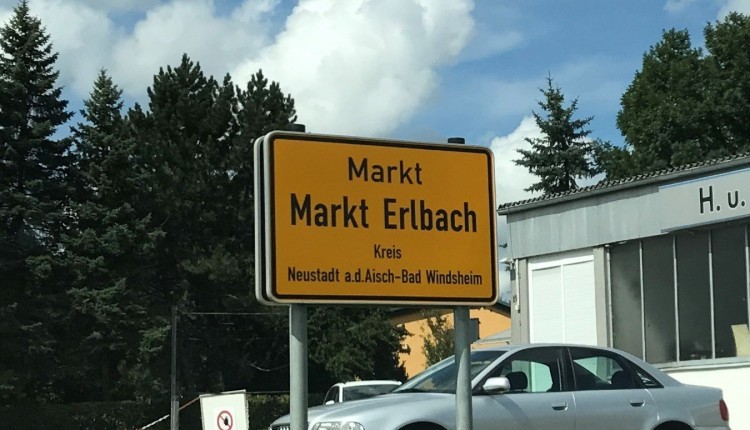 Markt
Markt Erlbach
Kreis
Neustadt a.d.Aisch-Bad Windsheim
H. u.